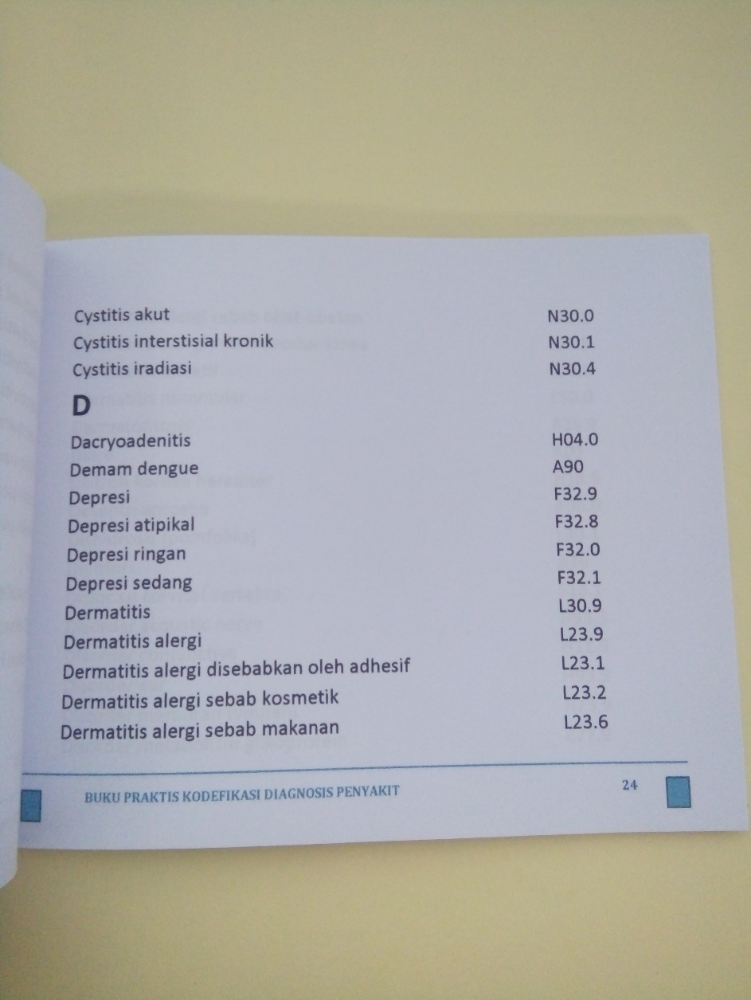 Cystitis akut N30.0
Cystitis interstisial kronik N30.1
Cystitis iradiasi N30.4
D
Dacryoadenitis H04.0
Demam dengue A90
Depresi F32.9
Depresi atipikal F32.8
Depresi ringan F32.0
Depresi sedang F32.1
Dermatitis L30.9
Dermatitis alergi L23.9
Dermatitis alergi disebabkan oleh adhesif L23.1
Dermatitis alergi sebab kosmetik L23.2
Dermatitis alergi sebab makanan L23.6
BUKU PRAKTIS KODEFIKASI DIAGNOSIS PENYAKIT 24